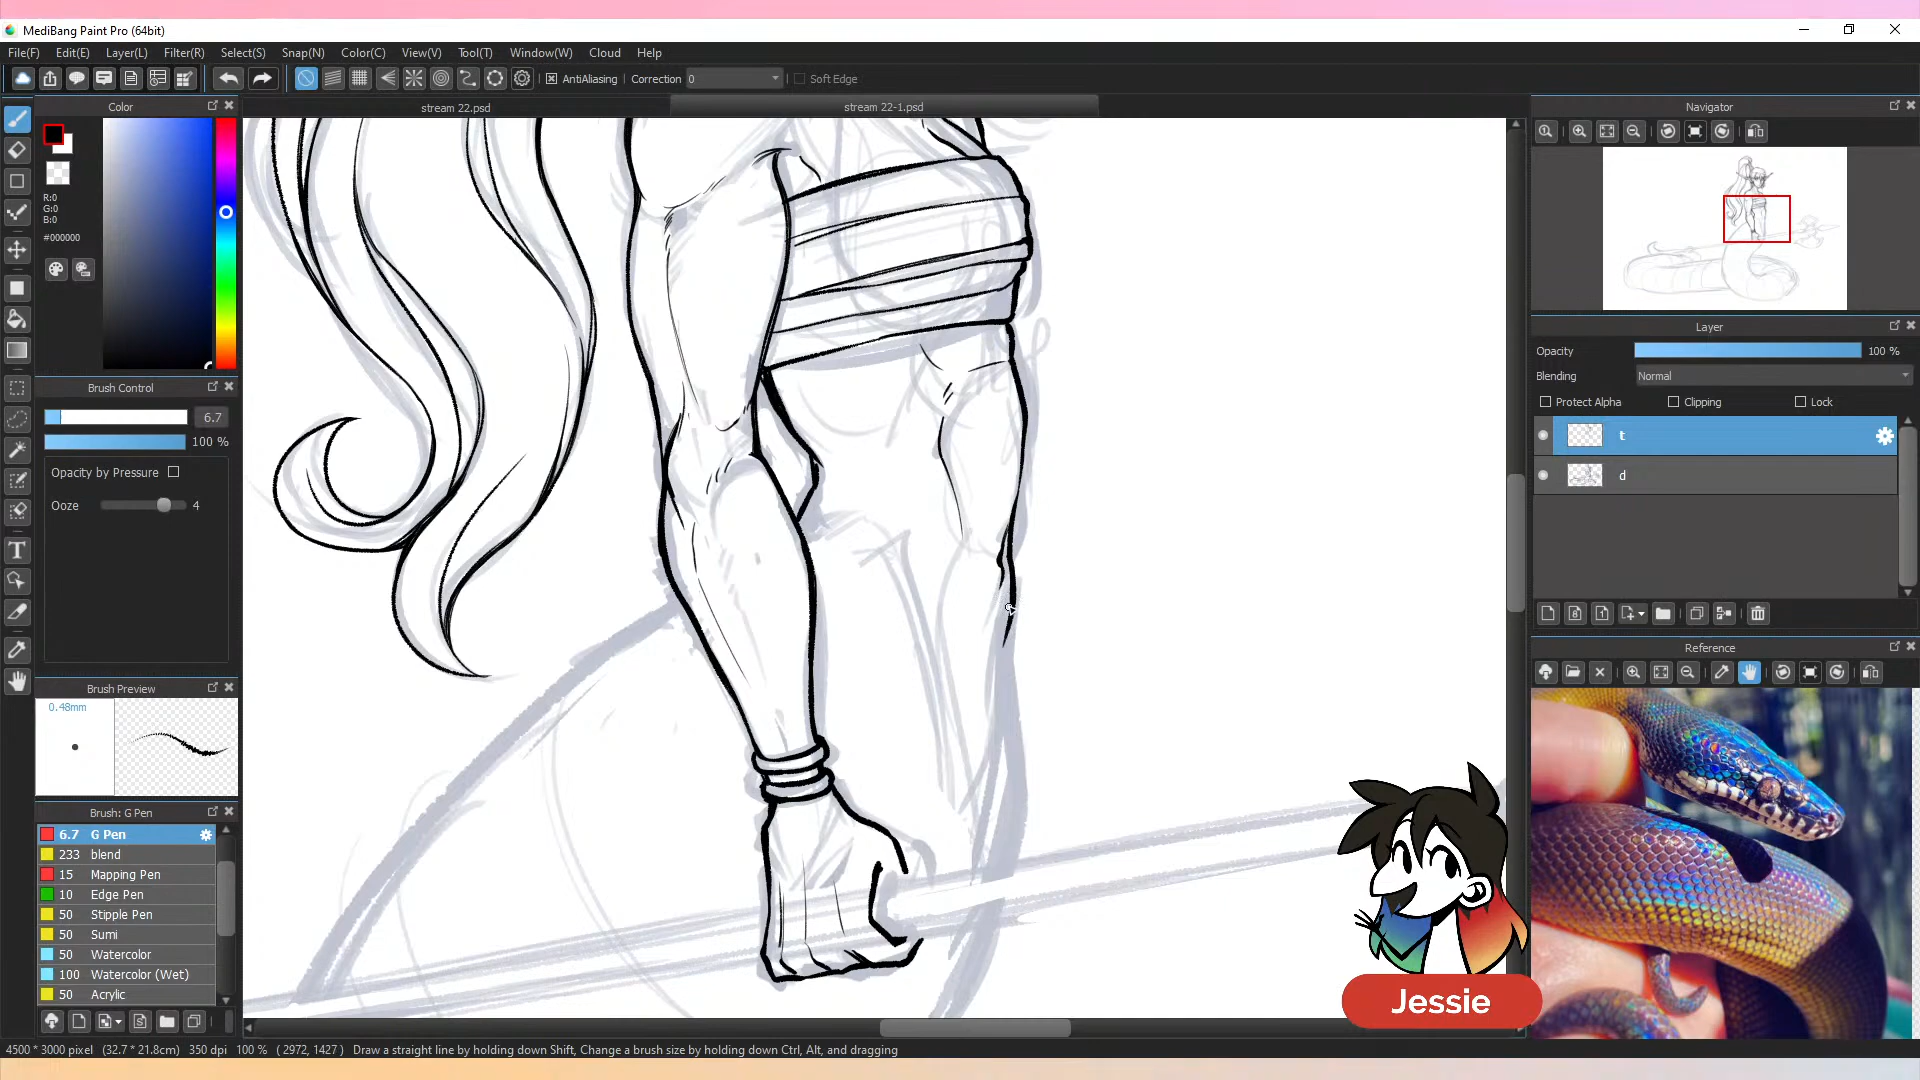 MediBang Paint Pro (64bit)
File(F) Edit(E) Layer(L) Filter(R) Select(S) Snap(N) Color(C) View(V) Tool(T) Window(W) Cloud Help
AntiAliasing Correction 0 Soft Edge
Color
stream 22.psd
stream 22-1.psd
Navigator
R:0
G:0
B:0
#000000
Brush Control
6.7
100 %
Opacity by Pressure
Ooze 4
Brush Preview
0.48mm
Brush: G Pen
6.7 G Pen
233 blend
15 Mapping Pen
10 Edge Pen
50 Stipple Pen
50 Sumi
50 Watercolor
100 Watercolor (Wet)
50 Acrylic
Layer
Opacity 100 %
Blending Normal
Protect Alpha Clipping Lock
t
d
Reference
Jessie
4500 * 3000 pixel (32.7 * 21.8cm) 350 dpi 100 % ( 2972, 1427 ) Draw a straight line by holding down Shift, Change a brush size by holding down Ctrl, Alt, and dragging